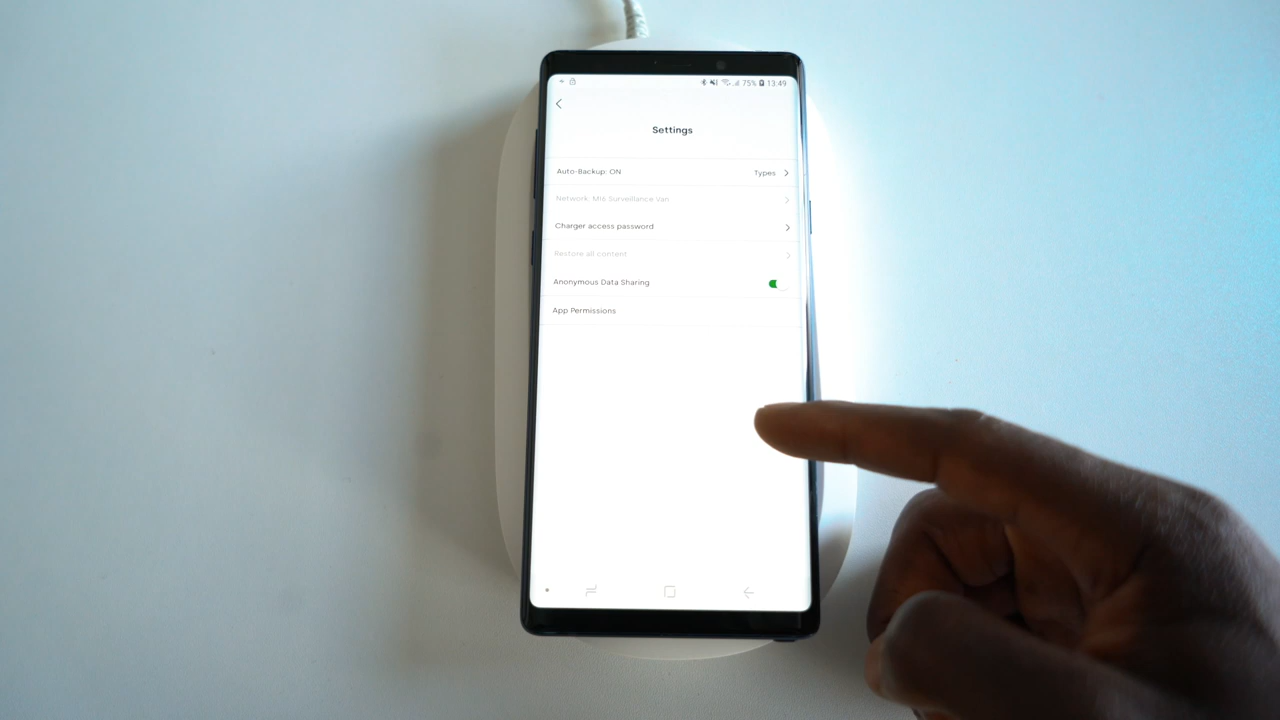 75% 13:49
Settings
Auto-Backup: ON Types
Network: MI6 Surveillance Van
Charger access password
Restore all content
Anonymous Data Sharing
App Permissions